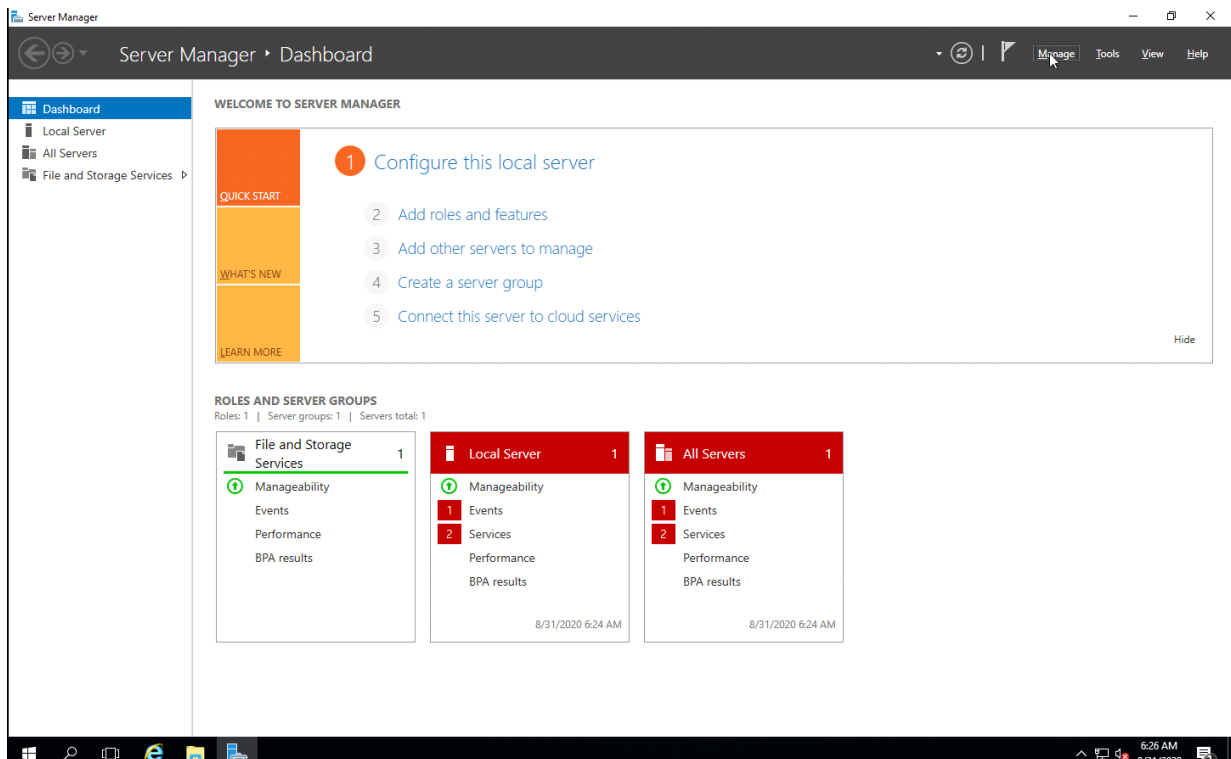 Server Manager
Server Manager ‣ Dashboard
Manage Tools View Help
Dashboard
Local Server
All Servers
File and Storage Services
WELCOME TO SERVER MANAGER
QUICK START
WHAT'S NEW
LEARN MORE
1 Configure this local server
2 Add roles and features
3 Add other servers to manage
4 Create a server group
5 Connect this server to cloud services
Hide
ROLES AND SERVER GROUPS
Roles: 1 | Server groups: 1 | Servers total: 1
File and Storage
Services 1
Manageability
Events
Performance
BPA results
Local Server 1
Manageability
1 Events
2 Services
Performance
BPA results
8/31/2020 6:24 AM
All Servers 1
Manageability
1 Events
2 Services
Performance
BPA results
8/31/2020 6:24 AM
6:26 AM